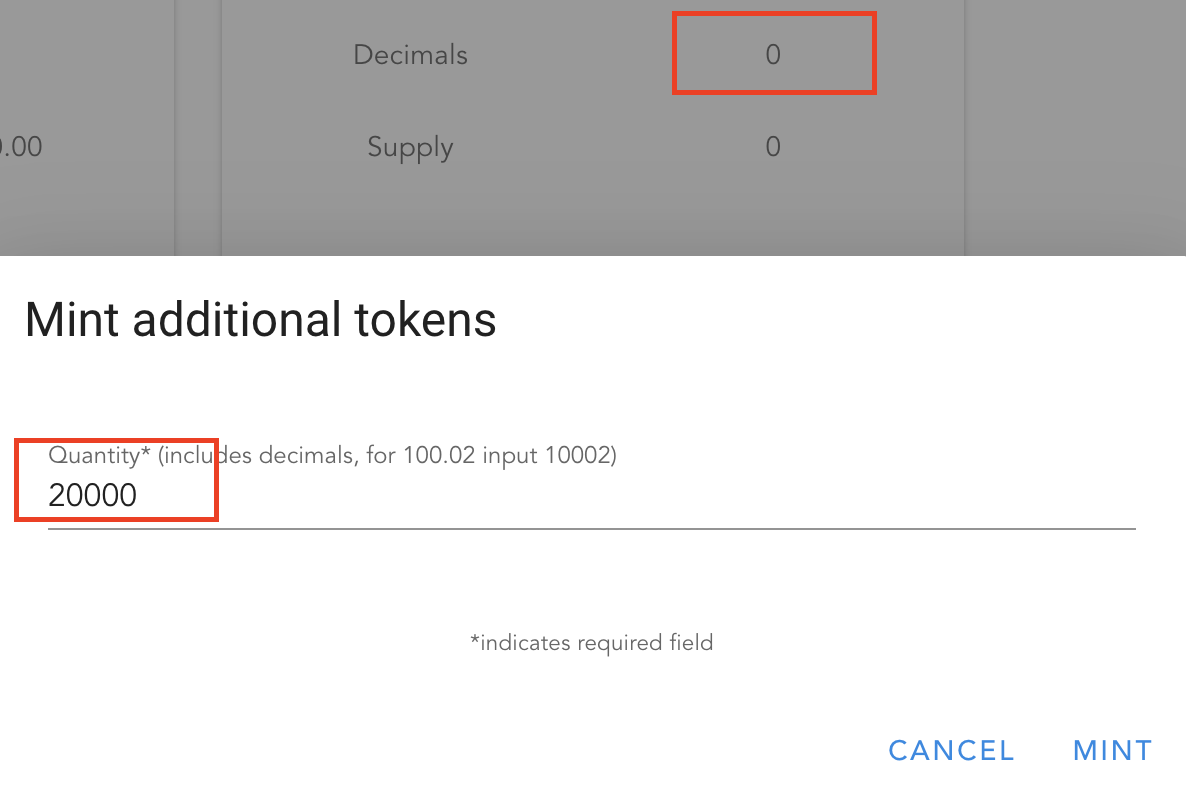 Decimals 0
.00 Supply 0
Mint additional tokens
Quantity* (includes decimals, for 100.02 input 10002)
20000
*indicates required field
CANCEL MINT